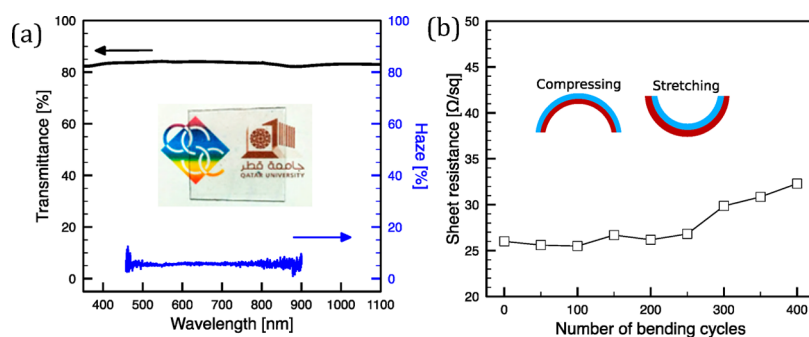 (a)
Transmittance [%]
100
80
60
40
20
0
100
80
60
40
20
0
Haze [%]
جامعة قطر
QATAR UNIVERSITY
400 500 600 700 800 900 1000 1100
Wavelength [nm]
(b)
Sheet resistance [Ω/sq]
50
45
40
35
30
25
20
Compressing
Stretching
0 100 200 300 400
Number of bending cycles